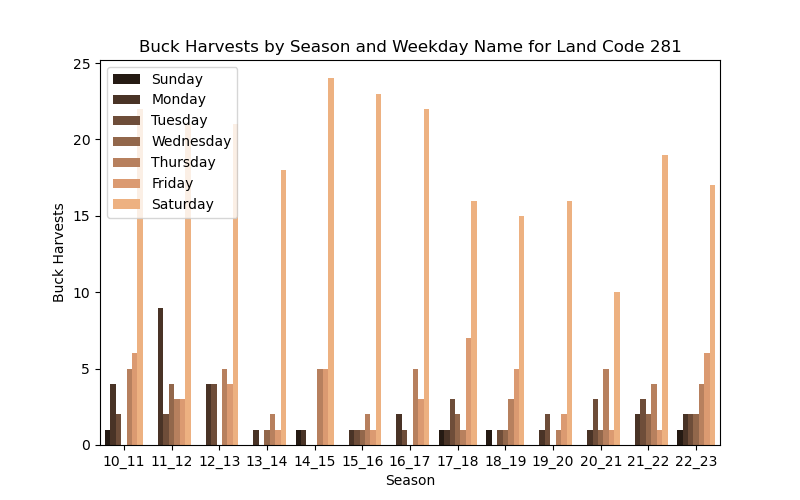 Buck Harvests by Season and Weekday Name for Land Code 281
25
20
15
10
5
0
Buck Harvests
Sunday
Monday
Tuesday
Wednesday
Thursday
Friday
Saturday
10_11 11_12 12_13 13_14 14_15 15_16 16_17 17_18 18_19 19_20 20_21 21_22 22_23
Season